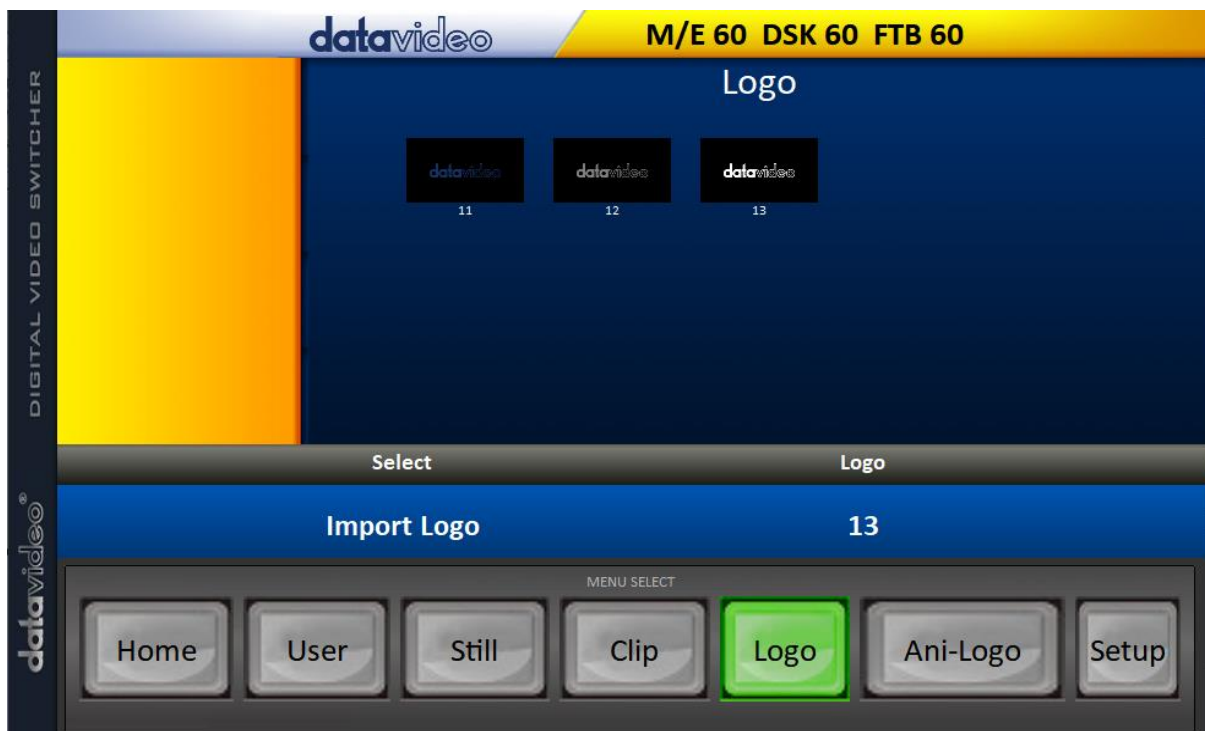 datavideo
M/E 60 DSK 60 FTB 60
DIGITAL VIDEO SWITCHER
datavideo®
Logo
datavideo
datavideo
datavideo
11
12
13
Select
Logo
Import Logo
13
MENU SELECT
Home
User
Still
Clip
Logo
Ani-Logo
Setup